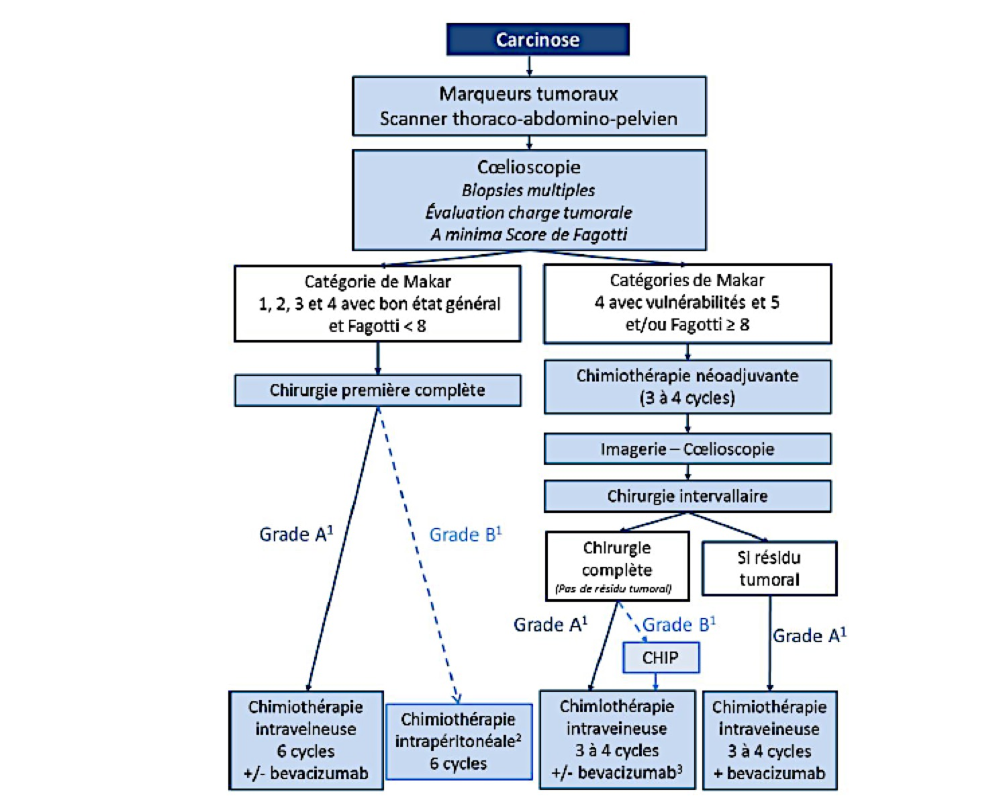 Carcinose
Marqueurs tumoraux
Scanner thoraco-abdomino-pelvien
Cœlioscopie
Biopsies multiples
Évaluation charge tumorale
A minima Score de Fagotti
Catégorie de Makar
1, 2, 3 et 4 avec bon état général
et Fagotti < 8
Catégories de Makar
4 avec vulnérabilités et 5
et/ou Fagotti ≥ 8
Chirurgie première complète
Chimiothérapie néoadjuvante
(3 à 4 cycles)
Imagerie – Cœlioscopie
Chirurgie intervallaire
Grade A¹
Grade B¹
Chirurgie
complète
(Pas de résidu tumoral)
Si résidu
tumoral
Grade A¹
Grade B¹
Grade A¹
CHIP
Chimiothérapie
intraveineuse
6 cycles
+/- bevacizumab
Chimiothérapie
intrapéritonéale²
6 cycles
Chimiothérapie
intraveineuse
3 à 4 cycles
+/- bevacizumab³
Chimiothérapie
intraveineuse
3 à 4 cycles
+ bevacizumab